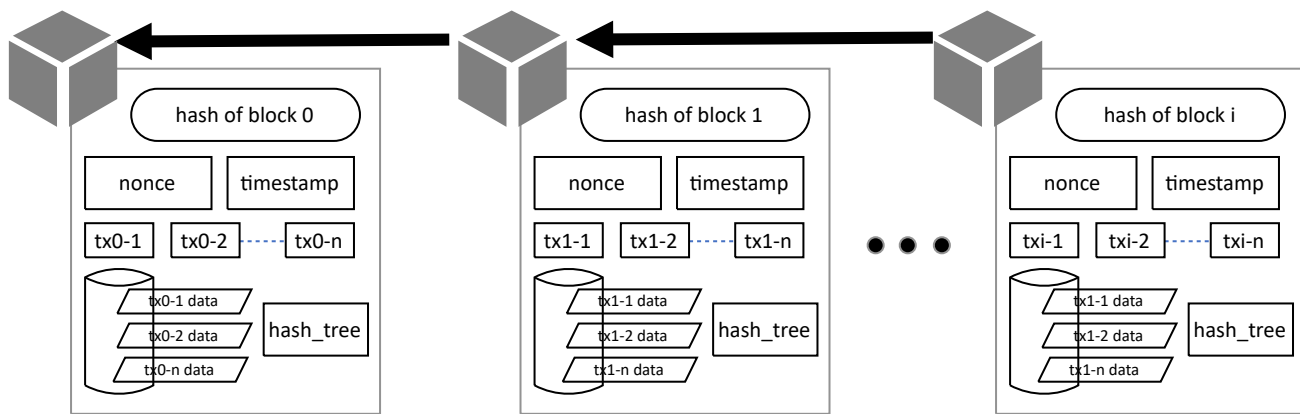 hash of block 0
nonce
timestamp
tx0-1
tx0-2
tx0-n
tx0-1 data
tx0-2 data
tx0-n data
hash_tree
hash of block 1
nonce
timestamp
tx1-1
tx1-2
tx1-n
tx1-1 data
tx1-2 data
tx1-n data
hash_tree
hash of block i
nonce
timestamp
txi-1
txi-2
txi-n
tx1-1 data
tx1-2 data
tx1-n data
hash_tree